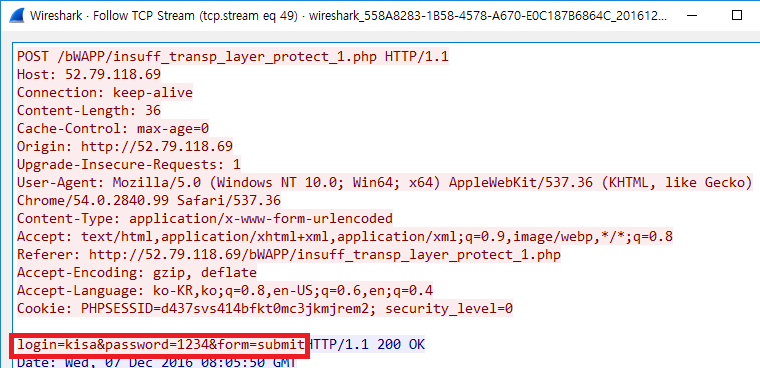 Wireshark · Follow TCP Stream (tcp.stream eq 49) · wireshark_558A8283-1B58-4578-A670-E0C187B6864C_201612...
POST /bWAPP/insuff_transp_layer_protect_1.php HTTP/1.1
Host: 52.79.118.69
Connection: keep-alive
Content-Length: 36
Cache-Control: max-age=0
Origin: http://52.79.118.69
Upgrade-Insecure-Requests: 1
User-Agent: Mozilla/5.0 (Windows NT 10.0; Win64; x64) AppleWebKit/537.36 (KHTML, like Gecko)
Chrome/54.0.2840.99 Safari/537.36
Content-Type: application/x-www-form-urlencoded
Accept: text/html,application/xhtml+xml,application/xml;q=0.9,image/webp,*/*;q=0.8
Referer: http://52.79.118.69/bWAPP/insuff_transp_layer_protect_1.php
Accept-Encoding: gzip, deflate
Accept-Language: ko-KR,ko;q=0.8,en-US;q=0.6,en;q=0.4
Cookie: PHPSESSID=d437svs414bfkt0mc3jkmjrem2; security_level=0
login=kisa&password=1234&form=submitHTTP/1.1 200 OK
Date: Wed, 07 Dec 2016 08:05:50 GMT